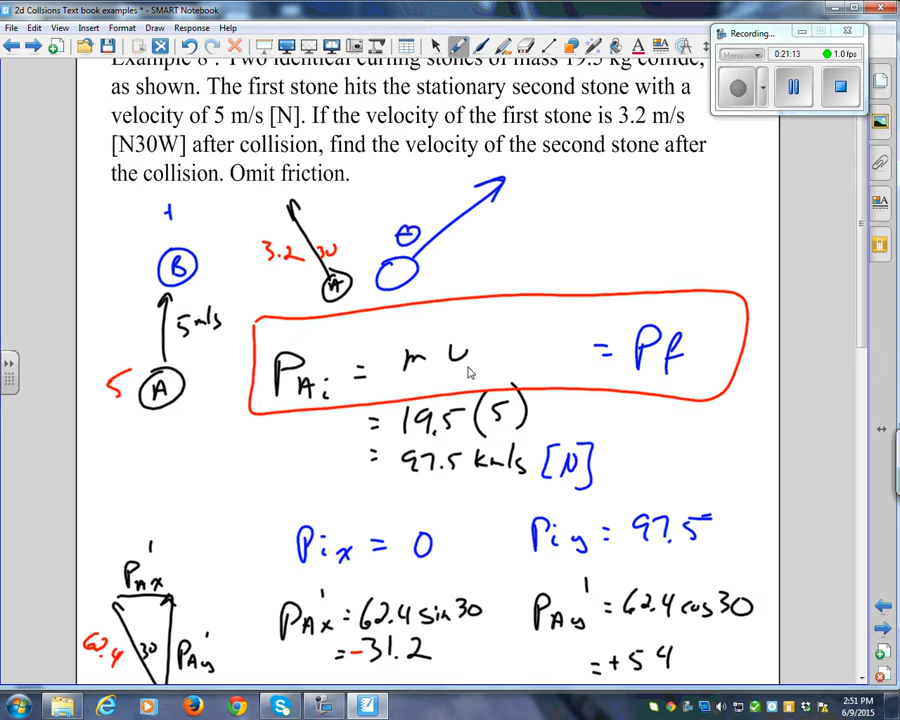 2d Collsions Text book examples * - SMART Notebook
File Edit View Insert Format Draw Response Help
Recording...
Menu
0:21:13
1.0 fps
Example 8 : Two identical curling stones of mass 19.5 kg collide,
as shown. The first stone hits the stationary second stone with a
velocity of 5 m/s [N]. If the velocity of the first stone is 3.2 m/s
[N30W] after collision, find the velocity of the second stone after
the collision. Omit friction.
+
B
3.2 30
A
θ
5m/s
5 A
PAi = m v = Pf
= 19.5 (5)
= 97.5 km/s [N]
Pix = 0
Piy = 97.5
PAx'
PAx' = 62.4 sin30
PAy' = 62.4 cos30
62.4 30 PAy'
= -31.2
= +54
2:51 PM
6/9/2015